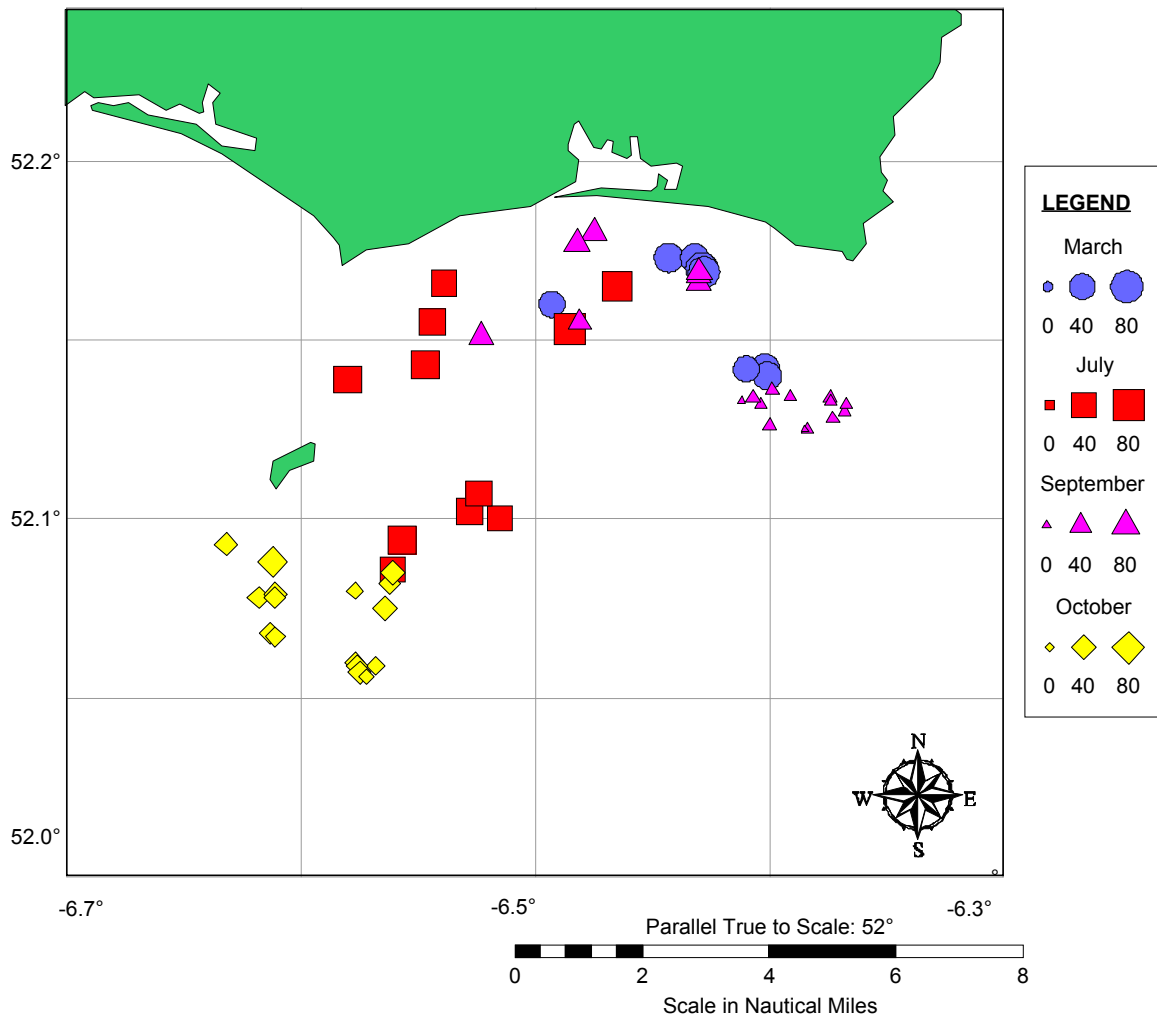 52.2°
52.1°
52.0°
-6.7°
-6.5°
-6.3°
LEGEND
March
0 40 80
July
0 40 80
September
0 40 80
October
0 40 80
N
W E
S
Parallel True to Scale: 52°
0 2 4 6 8
Scale in Nautical Miles